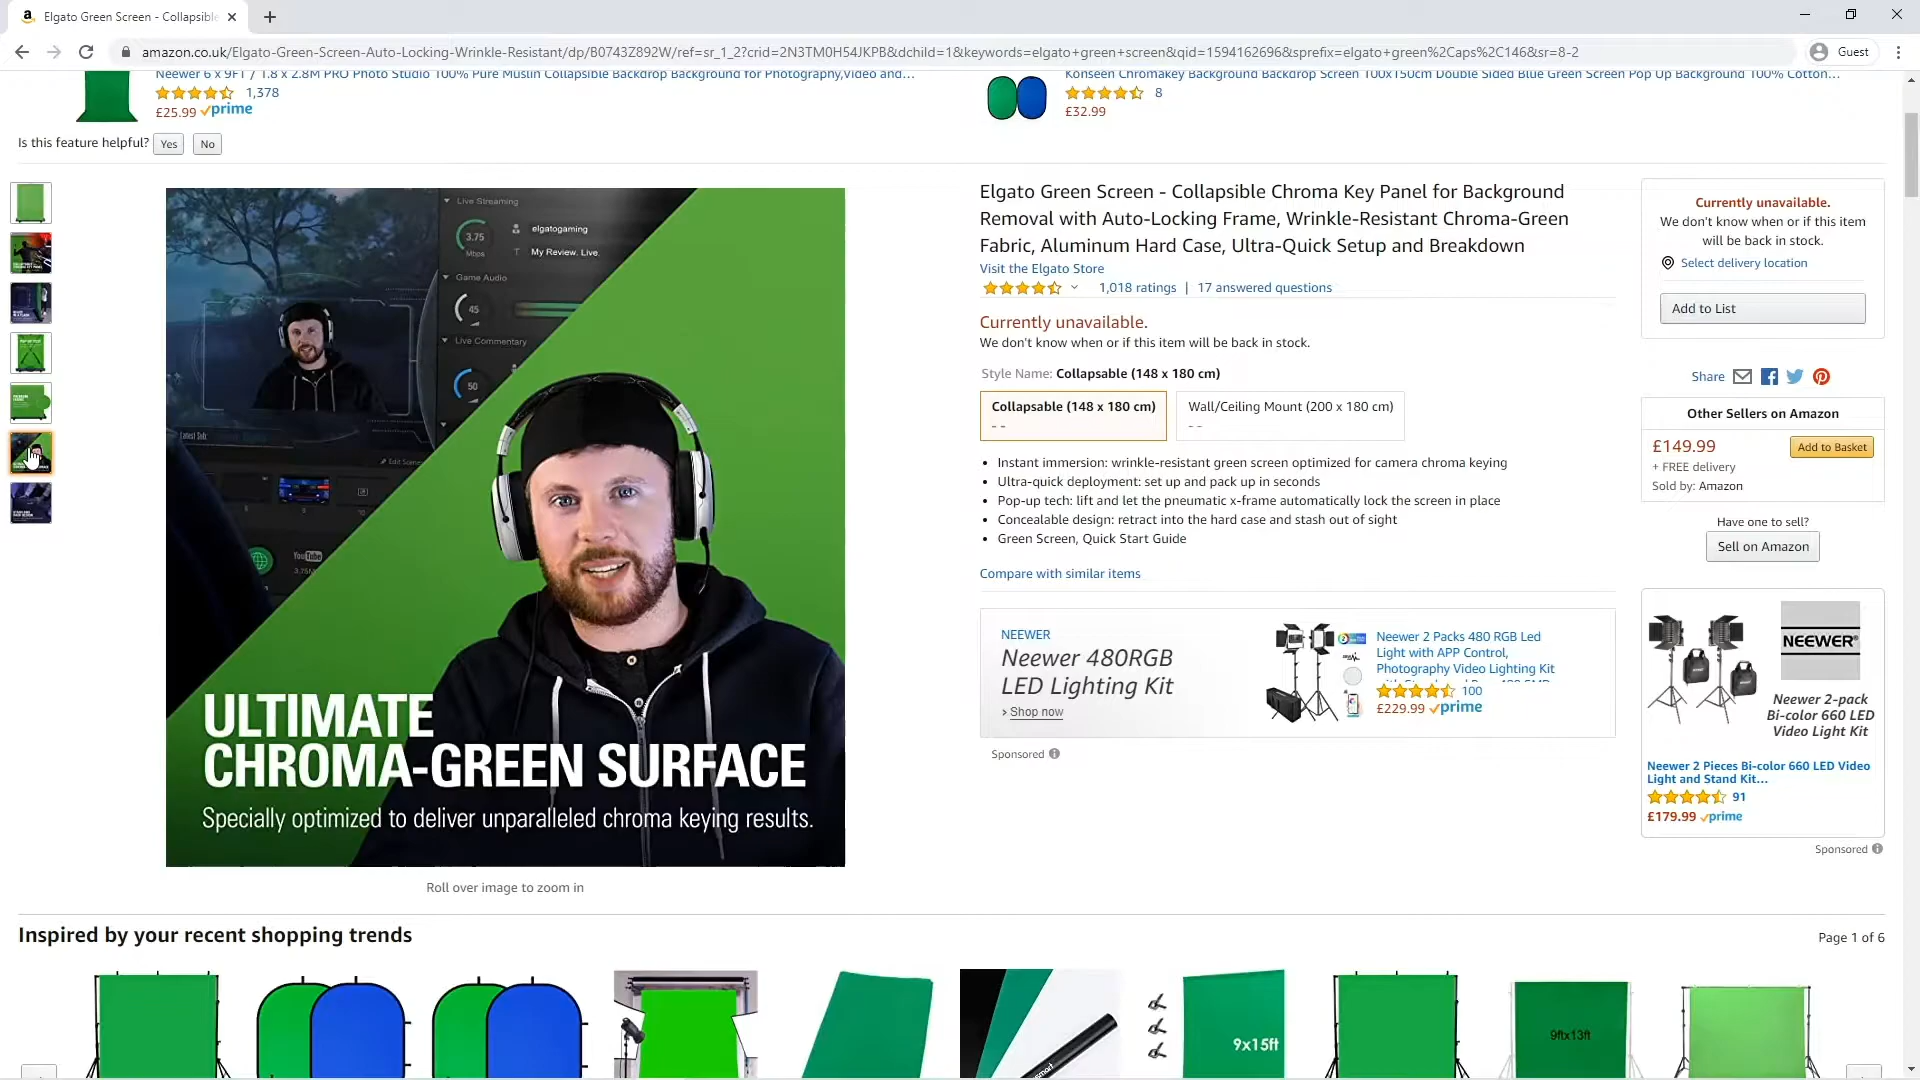 Elgato Green Screen - Collapsible
amazon.co.uk/Elgato-Green-Screen-Auto-Locking-Wrinkle-Resistant/dp/B0743Z892W/ref=sr_1_2?crid=2N3TM0H54JKPB&dchild=1&keywords=elgato+green+screen&qid=1594162696&sprefix=elgato+green%2Caps%2C146&sr=8-2
Guest
Neewer 6 x 9FT / 1.8 x 2.8M PRO Photo Studio 100% Pure Muslin Collapsible Backdrop Background for Photography,Video and...
1,378
£25.99 prime
Konseen Chromakey Background Backdrop Screen 100x150cm Double Sided Blue Green Screen Pop Up Background 100% Cotton...
8
£32.99
Is this feature helpful? Yes No
Live Streaming
3.75
Mbps
elgatogaming
My Review. Live.
Game Audio
45
Live Commentary
50
Latest Sub:
Edit Scene
YouTube
ULTIMATE
CHROMA-GREEN SURFACE
Specially optimized to deliver unparalleled chroma keying results.
Roll over image to zoom in
Elgato Green Screen - Collapsible Chroma Key Panel for Background
Removal with Auto-Locking Frame, Wrinkle-Resistant Chroma-Green
Fabric, Aluminum Hard Case, Ultra-Quick Setup and Breakdown
Visit the Elgato Store
1,018 ratings | 17 answered questions
Currently unavailable.
We don't know when or if this item will be back in stock.
Style Name: Collapsable (148 x 180 cm)
Collapsable (148 x 180 cm)
- -
Wall/Ceiling Mount (200 x 180 cm)
- -
• Instant immersion: wrinkle-resistant green screen optimized for camera chroma keying
• Ultra-quick deployment: set up and pack up in seconds
• Pop-up tech: lift and let the pneumatic x-frame automatically lock the screen in place
• Concealable design: retract into the hard case and stash out of sight
• Green Screen, Quick Start Guide
Compare with similar items
NEEWER
Neewer 480RGB
LED Lighting Kit
› Shop now
Neewer 2 Packs 480 RGB Led
Light with APP Control,
Photography Video Lighting Kit
100
£229.99 prime
Sponsored
Currently unavailable.
We don't know when or if this item
will be back in stock.
Select delivery location
Add to List
Share
Other Sellers on Amazon
£149.99
Add to Basket
+ FREE delivery
Sold by: Amazon
Have one to sell?
Sell on Amazon
NEEWER®
Neewer 2-pack
Bi-color 660 LED
Video Light Kit
Neewer 2 Pieces Bi-color 660 LED Video
Light and Stand Kit...
91
£179.99 prime
Sponsored
Inspired by your recent shopping trends
Page 1 of 6
9x15ft
9ftx13ft